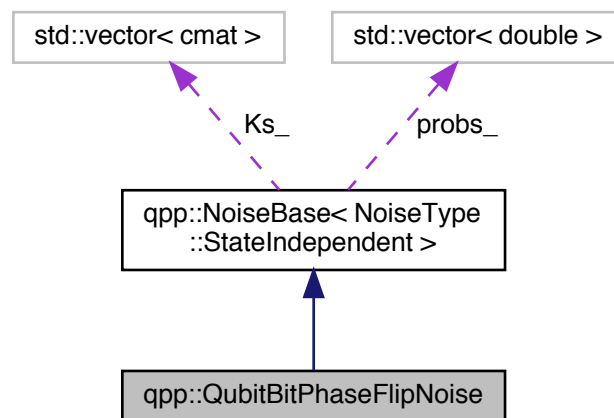 std::vector< cmat >
std::vector< double >
Ks_
probs_
qpp::NoiseBase< NoiseType
::StateIndependent >
qpp::QubitBitPhaseFlipNoise